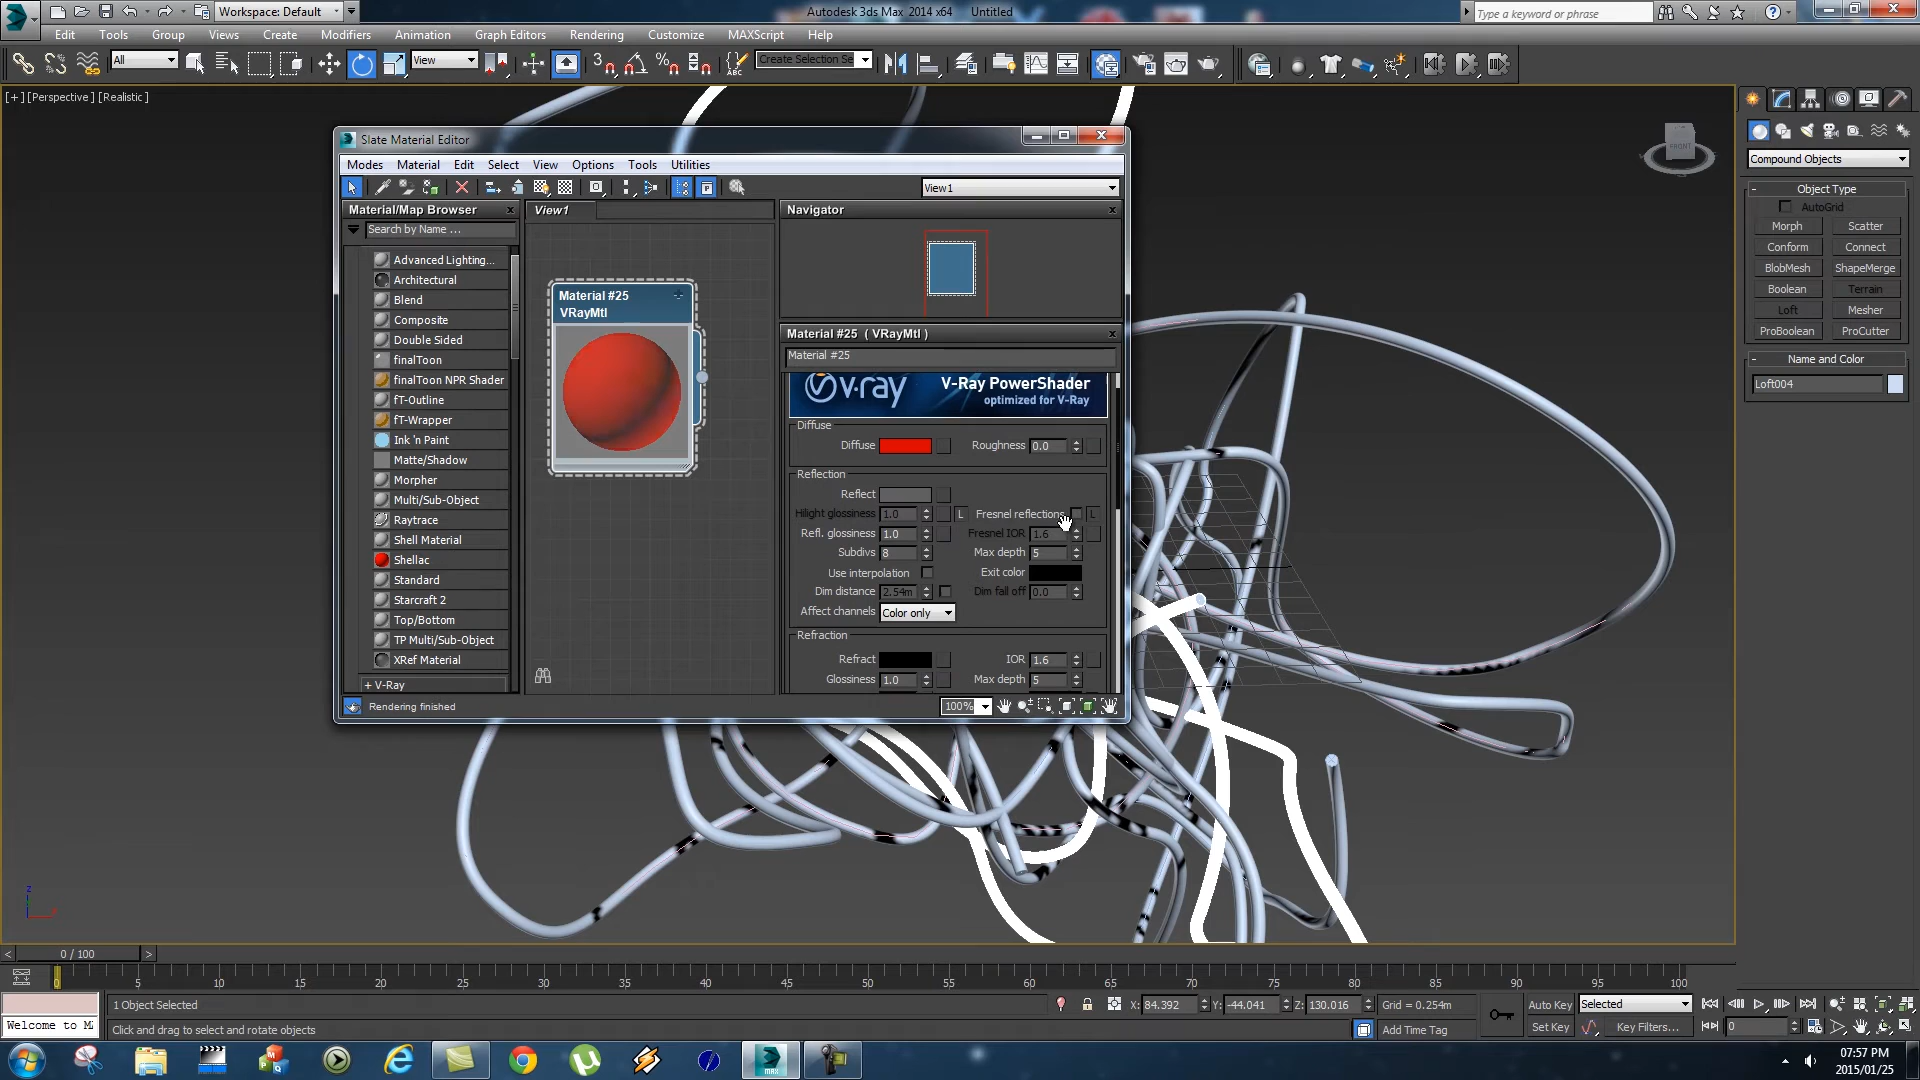 Workspace: Default
Autodesk 3ds Max 2014 x64 Untitled
Type a keyword or phrase
Edit Tools Group Views Create Modifiers Animation Graph Editors Rendering Customize MAXScript Help
All
View
3
Create Selection Se
[+] [Perspective] [Realistic]
FRONT
Slate Material Editor
Modes Material Edit Select View Options Tools Utilities
View1
Material/Map Browser
Search by Name ...
Advanced Lighting...
Architectural
Blend
Composite
Double Sided
finalToon
finalToon NPR Shader
fT-Outline
fT-Wrapper
Ink 'n Paint
Matte/Shadow
Morpher
Multi/Sub-Object
Raytrace
Shell Material
Shellac
Standard
Starcraft 2
Top/Bottom
TP Multi/Sub-Object
XRef Material
+ V-Ray
View1
Material #25
VRayMtl
Navigator
Material #25 ( VRayMtl )
Material #25
v-ray
V-Ray PowerShader
optimized for V-Ray
Diffuse
Diffuse
Roughness 0.0
Reflection
Reflect
Hilight glossiness 1.0 L Fresnel reflections L
Refl. glossiness 1.0 Fresnel IOR 1.6
Subdivs 8 Max depth 5
Use interpolation Exit color
Dim distance 2.54m Dim fall off 0.0
Affect channels Color only
Refraction
Refract IOR 1.6
Glossiness 1.0 Max depth 5
Rendering finished
100%
Compound Objects
- Object Type
AutoGrid
Morph Scatter
Conform Connect
BlobMesh ShapeMerge
Boolean Terrain
Loft Mesher
ProBoolean ProCutter
- Name and Color
Loft004
z
< 0 / 100 >
0 5 10 15 20 25 30 35 40 45 50 55 60 65 70 75 80 85 90 95 100
1 Object Selected
X: 84.392 Y: -44.041 Z: 130.016 Grid = 0.254m
Auto Key Selected
Welcome to M
Click and drag to select and rotate objects
Add Time Tag
Set Key Key Filters...
0
MAX
07:57 PM
2015/01/25